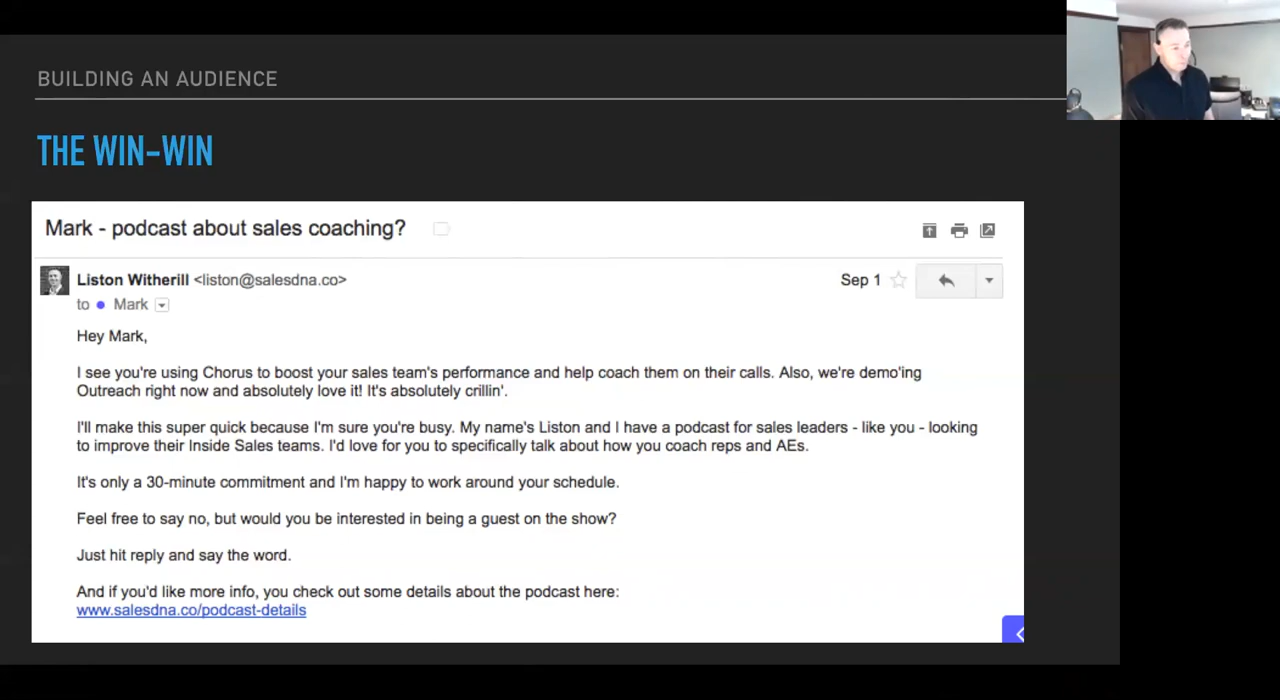 BUILDING AN AUDIENCE
THE WIN-WIN
Mark - podcast about sales coaching?
Liston Witherill <liston@salesdna.co>
Sep 1
to Mark
Hey Mark,
I see you're using Chorus to boost your sales team's performance and help coach them on their calls. Also, we're demo'ing
Outreach right now and absolutely love it! It's absolutely crillin'.
I'll make this super quick because I'm sure you're busy. My name's Liston and I have a podcast for sales leaders - like you - looking
to improve their Inside Sales teams. I'd love for you to specifically talk about how you coach reps and AEs.
It's only a 30-minute commitment and I'm happy to work around your schedule.
Feel free to say no, but would you be interested in being a guest on the show?
Just hit reply and say the word.
And if you'd like more info, you check out some details about the podcast here:
www.salesdna.co/podcast-details